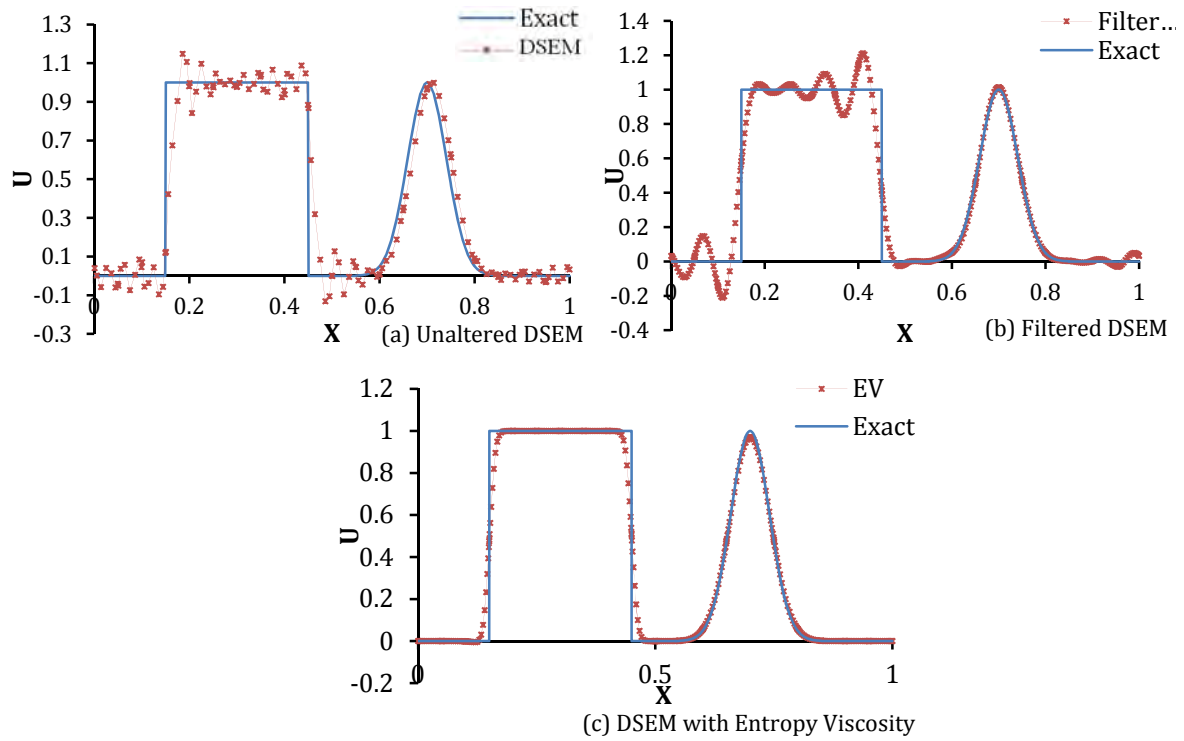 Exact
DSEM
1.3
1.1
0.9
0.7
0.5
0.3
0.1
-0.1
-0.3
U
0 0.2 0.4 0.6 0.8 1
X
(a) Unaltered DSEM
Filter...
Exact
1.4
1.2
1
0.8
0.6
0.4
0.2
0
-0.2
-0.4
U
0 0.2 0.4 0.6 0.8 1
X
(b) Filtered DSEM
EV
Exact
1.2
1
0.8
0.6
0.4
0.2
0
-0.2
U
0 0.5 1
X
(c) DSEM with Entropy Viscosity